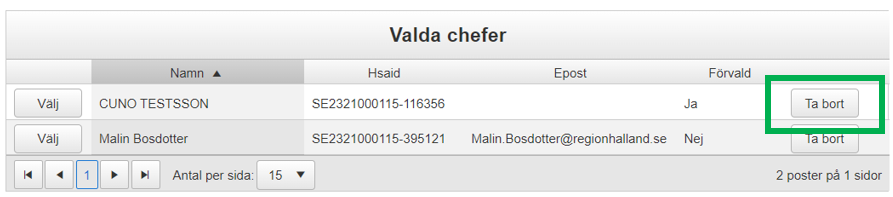 Valda chefer
Namn ▲ Hsaid Epost Förvald
Välj CUNO TESTSSON SE2321000115-116356 Ja Ta bort
Välj Malin Bosdotter SE2321000115-395121 Malin.Bosdotter@regionhalland.se Nej Ta bort
1 Antal per sida: 15 2 poster på 1 sidor